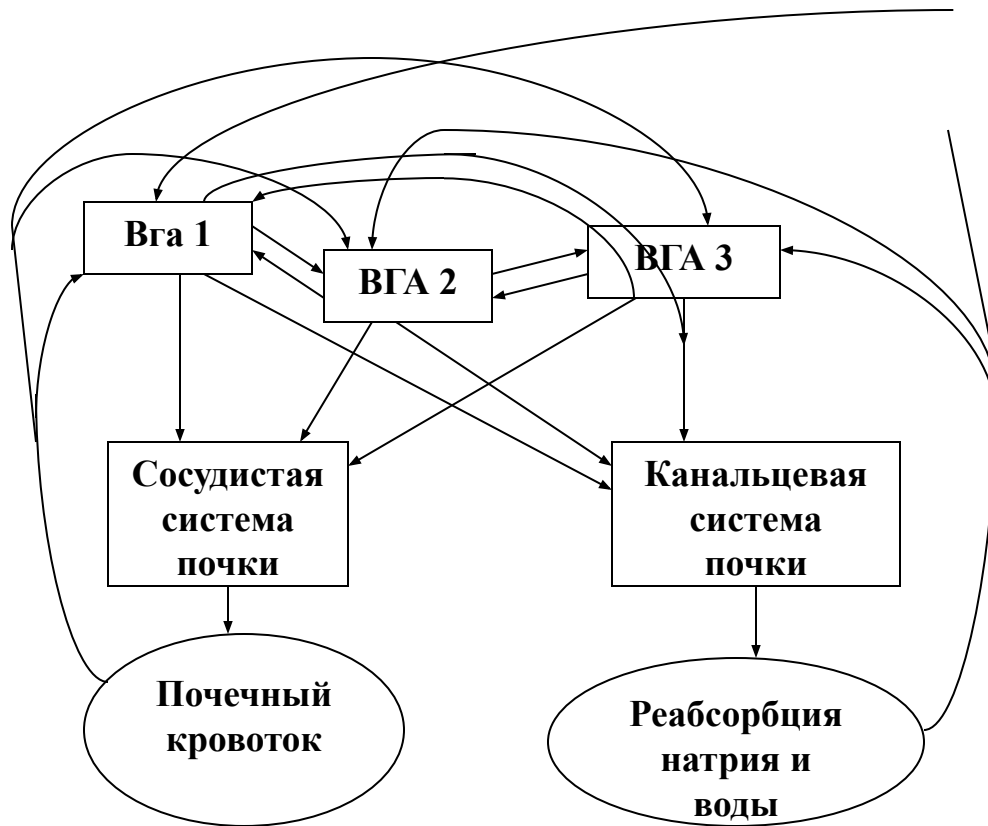 Вга 1
ВГА 2
ВГА 3
Сосудистая
система
почки
Канальцевая
система
почки
Почечный
кровоток
Реабсорбция
натрия и
воды